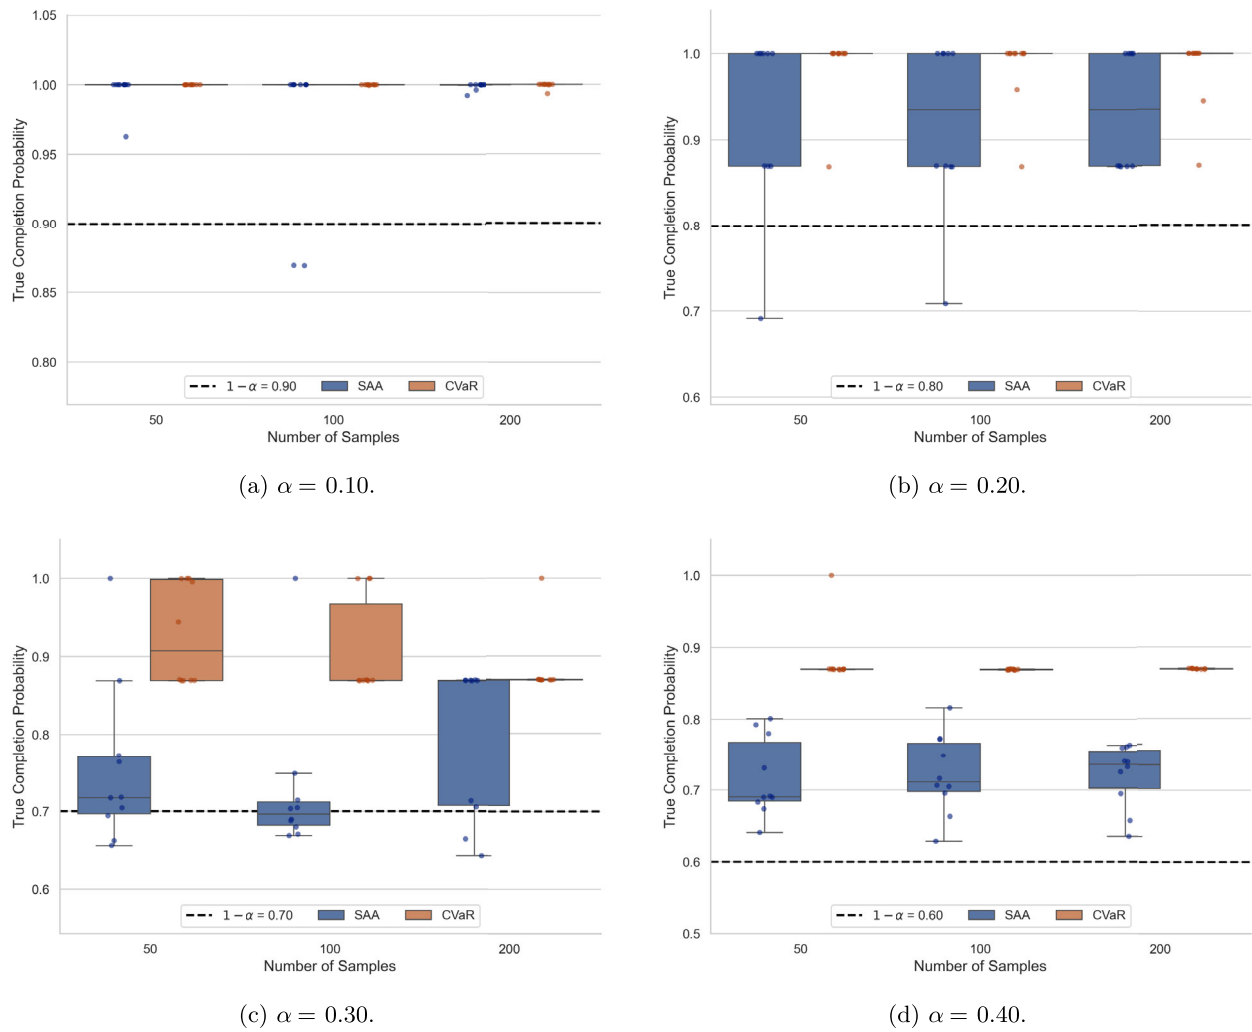 True Completion Probability
1.05
1.00
0.95
0.90
0.85
0.80
1 − α = 0.90 SAA CVaR
50 100 200
Number of Samples
(a) α = 0.10.
True Completion Probability
1.0
0.9
0.8
0.7
0.6
1 − α = 0.80 SAA CVaR
50 100 200
Number of Samples
(b) α = 0.20.
True Completion Probability
1.0
0.9
0.8
0.7
0.6
1 − α = 0.70 SAA CVaR
50 100 200
Number of Samples
(c) α = 0.30.
True Completion Probability
1.0
0.9
0.8
0.7
0.6
0.5
1 − α = 0.60 SAA CVaR
50 100 200
Number of Samples
(d) α = 0.40.